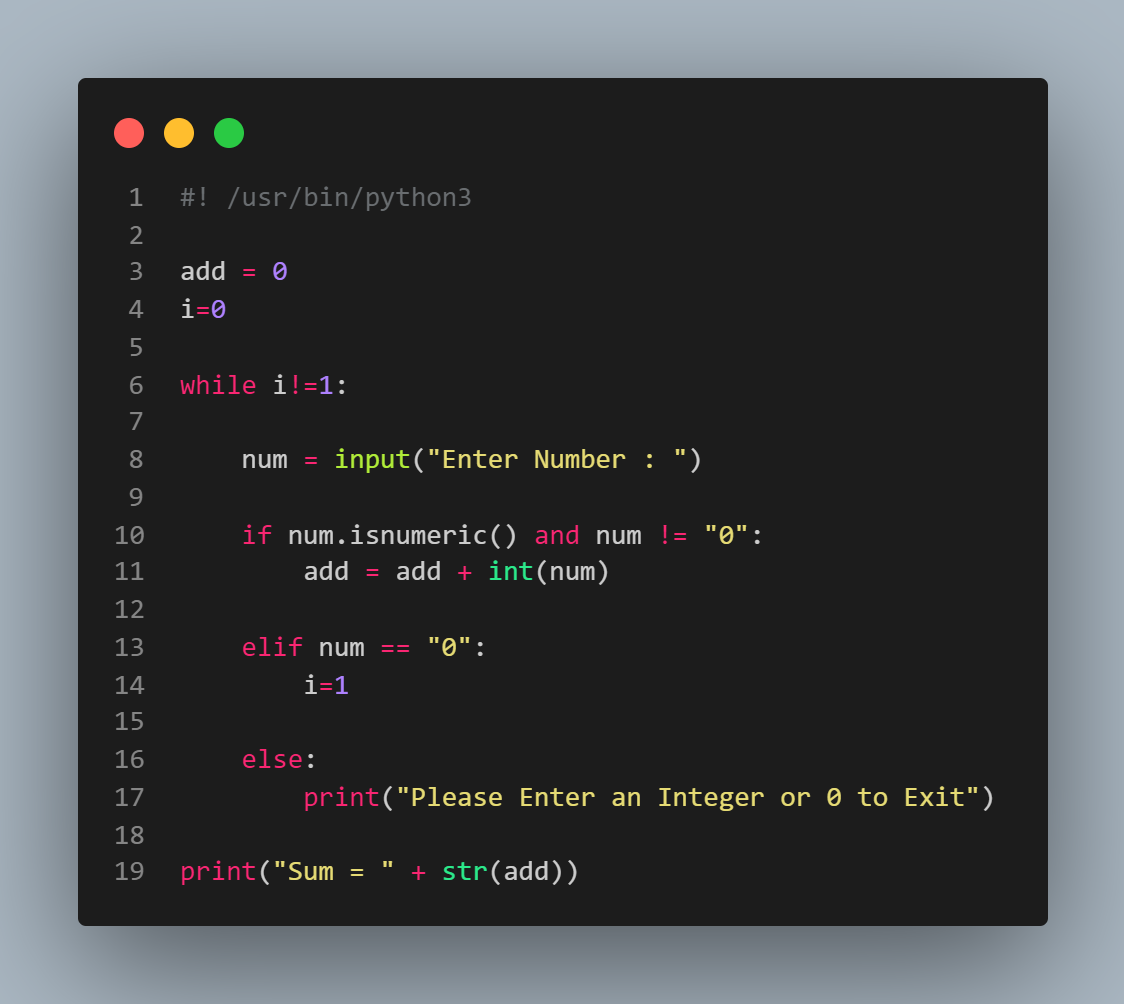 1 #! /usr/bin/python3
2
3 add = 0
4 i=0
5
6 while i!=1:
7
8     num = input("Enter Number : ")
9
10     if num.isnumeric() and num != "0":
11         add = add + int(num)
12
13     elif num == "0":
14         i=1
15
16     else:
17         print("Please Enter an Integer or 0 to Exit")
18
19 print("Sum = " + str(add))